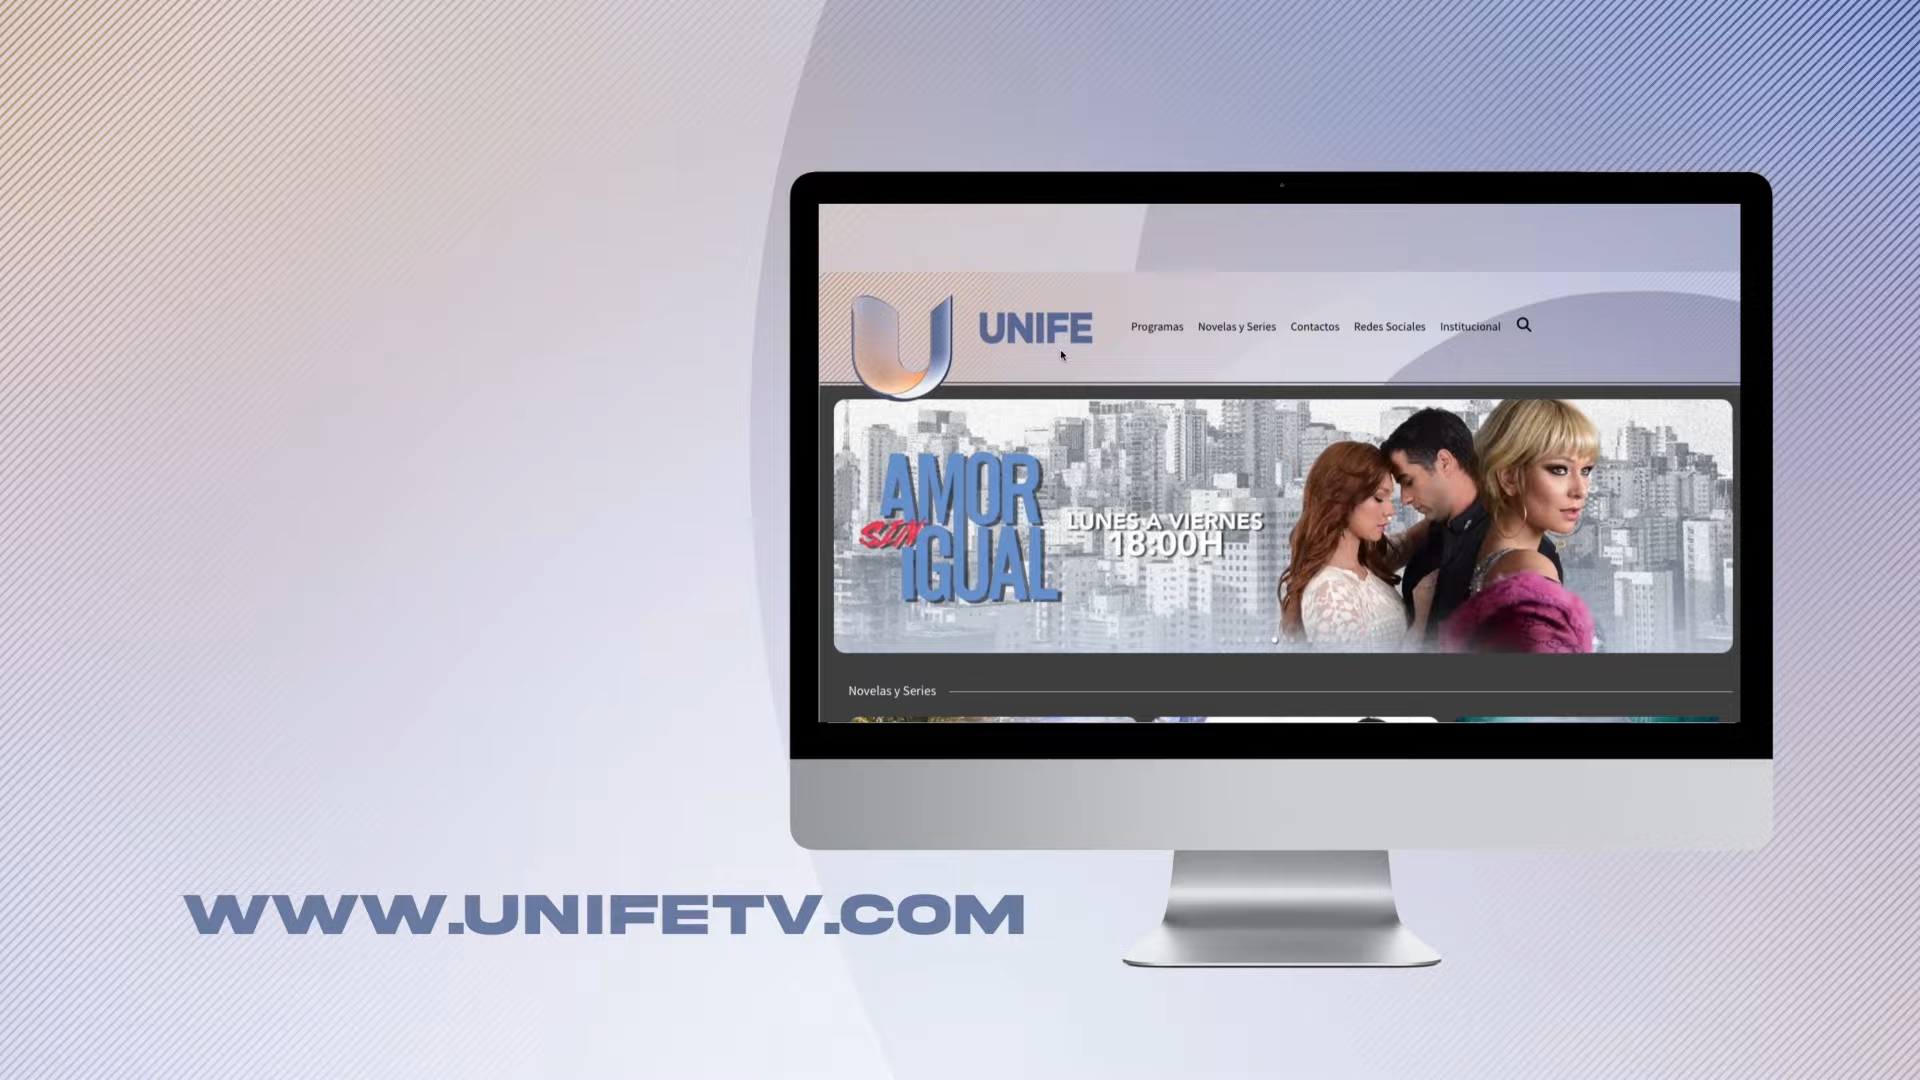 UNIFE
Programas Novelas y Series Contactos Redes Sociales Institucional
AMOR
SIN
IGUAL
LUNES A VIERNES
18:00H
Novelas y Series
WWW.UNIFETV.COM